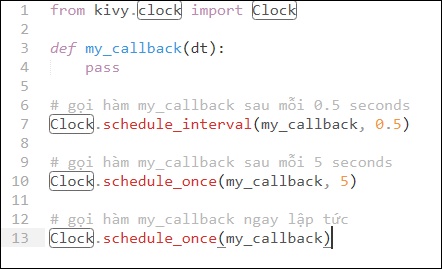 1 from kivy.clock import Clock
2
3 def my_callback(dt):
4 pass
5
6 # gọi hàm my_callback sau mỗi 0.5 seconds
7 Clock.schedule_interval(my_callback, 0.5)
8
9 # gọi hàm my_callback sau mỗi 5 seconds
10 Clock.schedule_once(my_callback, 5)
11
12 # gọi hàm my_callback ngay lập tức
13 Clock.schedule_once(my_callback)